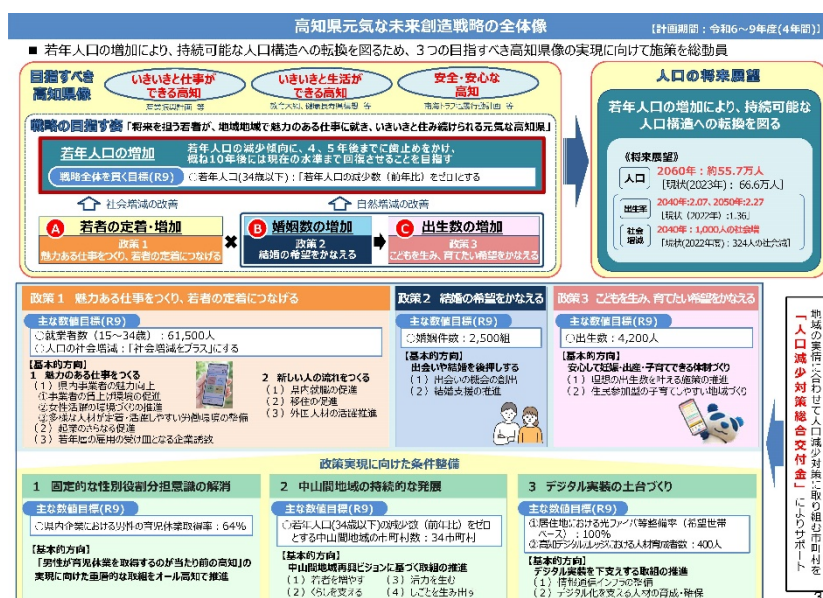 高知県元気な未来創造戦略の全体像
【計画期間：令和6～9年度(4年間)】
■ 若年人口の増加により、持続可能な人口構造への転換を図るため、3つの目指すべき高知県像の実現に向けて施策を総動員
目指すべき
高知県像
いきいきと仕事が
できる高知
いきいきと生活が
できる高知
安全・安心な
高知
戦略の目指す姿「将来を担う若者が、地域地域で魅力のある仕事に就き、いきいきと住み続けられる元気な高知県」
若年人口の増加
若年人口の減少傾向に、4、5年後までに歯止めをかけ、
概ね10年後には現在の水準まで回復させることを目指す
戦略全体を貫く目標(R9)
○若年人口(34歳以下)：「若年人口の減少数（前年比）をゼロにする
社会増減の改善
自然増減の改善
A 若者の定着・増加
政策1
魅力ある仕事をつくり、若者の定着につなげる
×
B 婚姻数の増加
政策2
結婚の希望をかなえる
C 出生数の増加
政策3
こどもを生み、育てたい希望をかなえる
人口の将来展望
若年人口の増加により、持続可能な
人口構造への転換を図る
《将来展望》
人口
2060年：約55.7万人
[現状(2023年)：66.6万人]
出生率
2040年:2.07、2050年:2.27
[現状（2022年）:1.36]
社会
増減
2040年：1,000人の社会増
「現状(2022年度)：324人の社会減]
政策1 魅力ある仕事をつくり、若者の定着につなげる
主な数値目標(R9)
○就業者数（15～34歳）：61,500人
○人口の社会増減：「社会増減をプラス」にする
【基本的方向】
1 魅力のある仕事をつくる
（1）県内事業者の魅力向上
①事業者の賃上げ環境の促進
②女性活躍の環境づくりの推進
③多様な人材が定着・活躍しやすい労働環境の整備
（2）起業のさらなる促進
（3）若年層の雇用の受け皿となる企業誘致
2 新しい人の流れをつくる
（1）県内就職の促進
（2）移住の促進
（3）外国人材の活躍推進
政策2 結婚の希望をかなえる
主な数値目標(R9)
○婚姻件数：2,500組
【基本的方向】
出会いや結婚を後押しする
（1）出会いの機会の創出
（2）結婚支援の推進
政策3 こどもを生み、育てたい希望をかなえる
主な数値目標(R9)
○出生数：4,200人
【基本的方向】
安心して妊娠・出産・子育てできる体制づくり
（1）理想の出生数を叶える施策の推進
（2）住民参加型の子育てしやすい地域づくり
地域の実情に合わせて人口減少対策に取り組む市町村を
「人口減少対策総合交付金」によりサポート
政策実現に向けた条件整備
1 固定的な性別役割分担意識の解消
主な数値目標(R9)
○県内企業における男性の育児休業取得率：64%
【基本的方向】
「男性が育児休業を取得するのが当たり前の高知」の
実現に向けた重層的な取組をオール高知で推進
2 中山間地域の持続的な発展
主な数値目標(R9)
○若年人口(34歳以下)の減少数（前年比）をゼロ
とする中山間地域の市町村数：34市町村
【基本的方向】
中山間地域再興ビジョンに基づく取組の推進
（1）若者を増やす （3）活力を生む
（2）くらしを支える （4）しごとを生み出す
3 デジタル実装の土台づくり
主な数値目標(R9)
①居住地における光ファイバ等整備率（希望世帯
ベース）：100%
②高知デジタルカレッジにおける人材育成者数：400人
【基本的方向】
デジタル実装を下支えする取組の推進
（1）情報通信インフラの整備
（2）デジタル化を支える人材の育成・確保
3